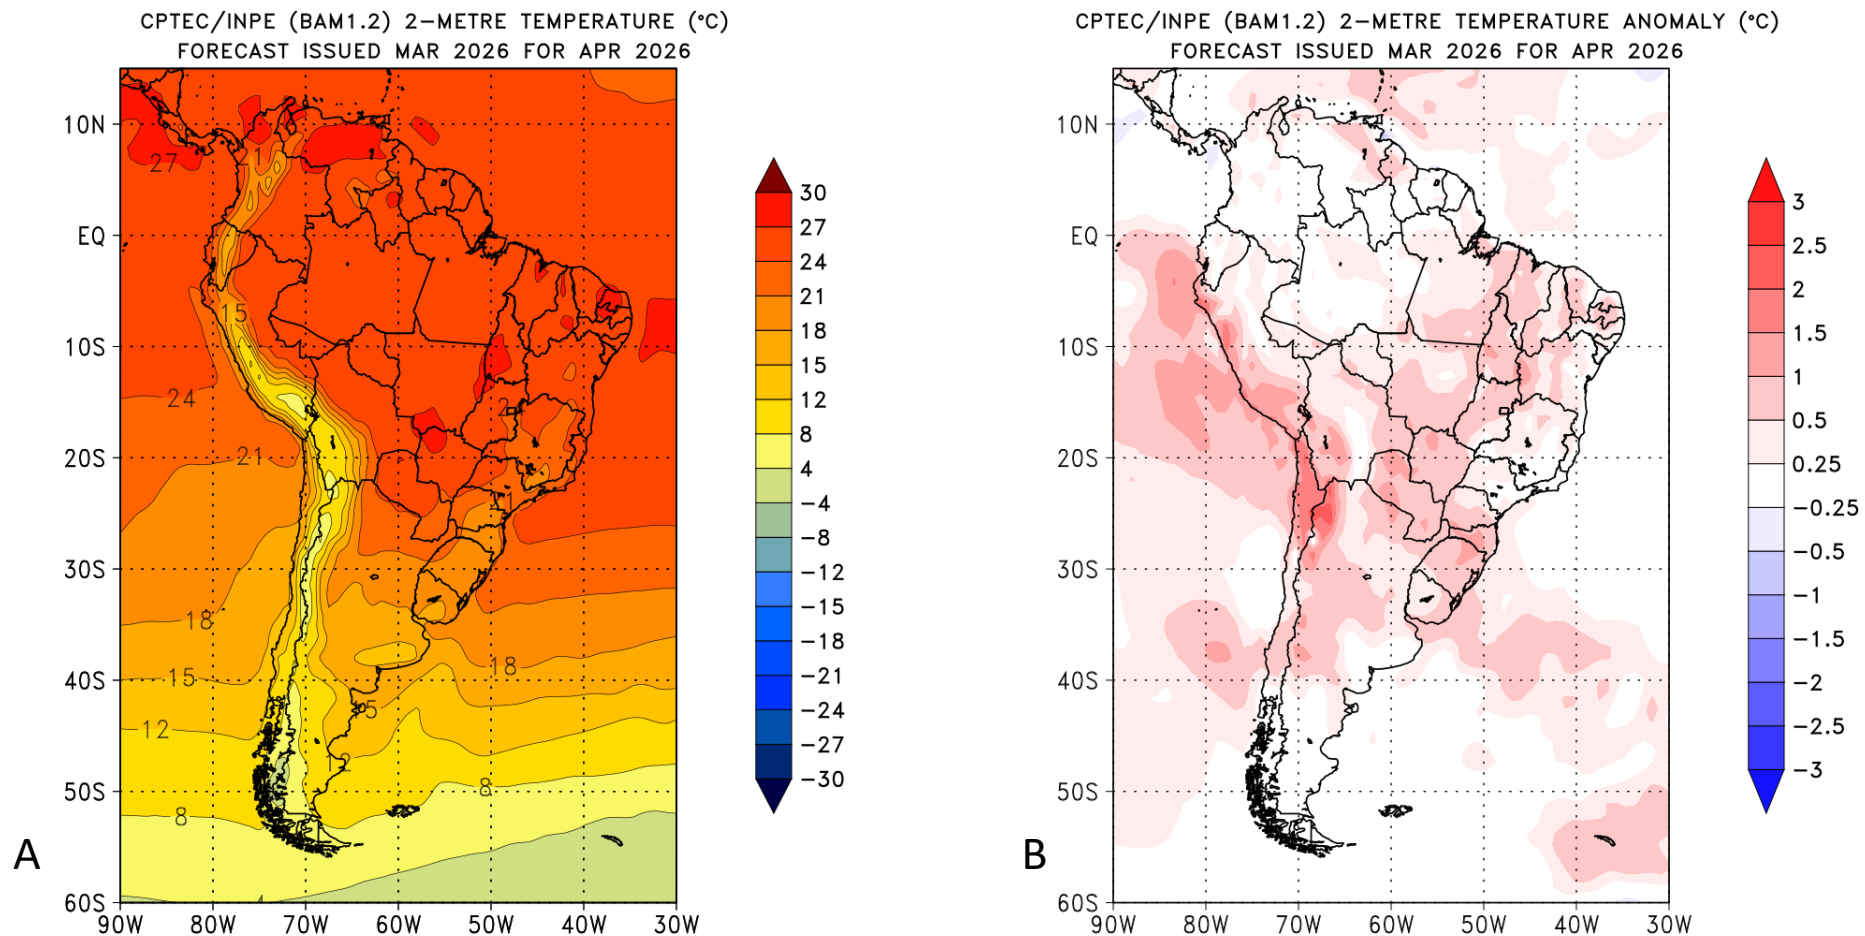 CPTEC/INPE (BAM1.2) 2−METRE TEMPERATURE (°C)
FORECAST ISSUED MAR 2026 FOR APR 2026
10N
EQ
10S
20S
30S
40S
50S
60S
90W 80W 70W 60W 50W 40W 30W
27
21
15
24
21
18
15
18
12
12
8
8
30
27
24
21
18
15
12
8
4
−4
−8
−12
−15
−18
−21
−24
−27
−30
A
CPTEC/INPE (BAM1.2) 2−METRE TEMPERATURE ANOMALY (°C)
FORECAST ISSUED MAR 2026 FOR APR 2026
10N
EQ
10S
20S
30S
40S
50S
60S
90W 80W 70W 60W 50W 40W 30W
3
2.5
2
1.5
1
0.5
0.25
−0.25
−0.5
−1
−1.5
−2
−2.5
−3
B